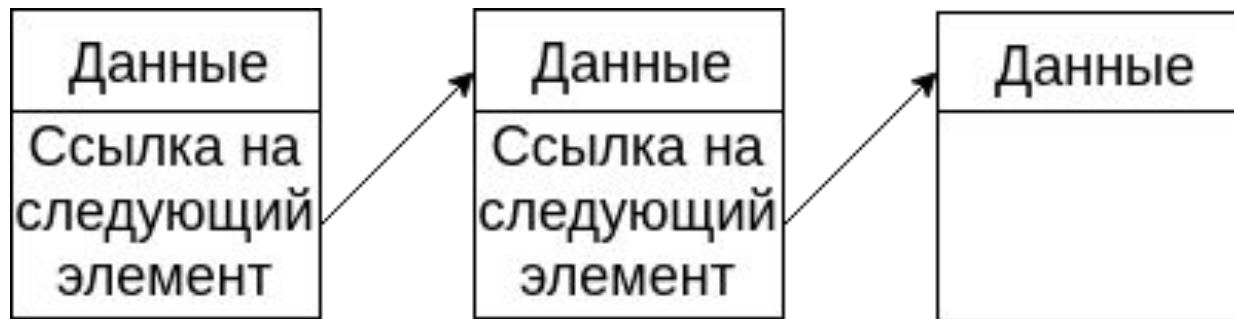 Данные
Ссылка на
следующий
элемент
Данные
Ссылка на
следующий
элемент
Данные